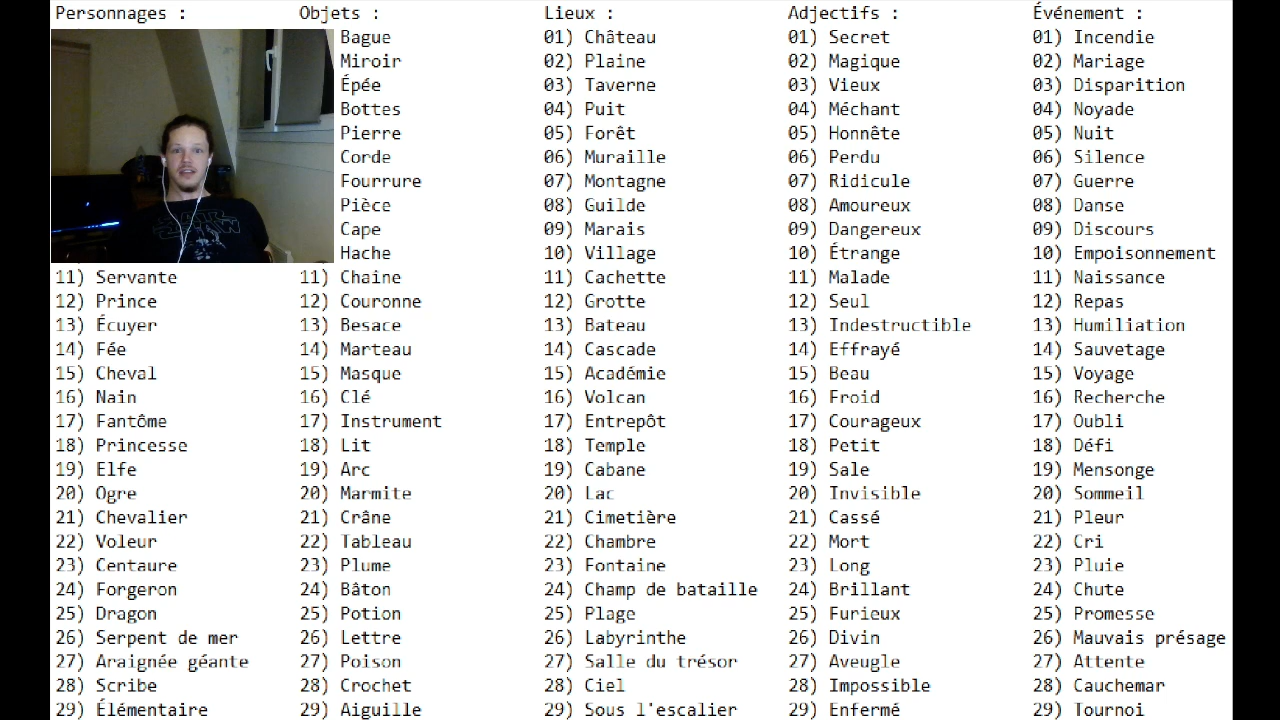 Personnages : Objets : Lieux : Adjectifs : Événement :
Bague 01) Château 01) Secret 01) Incendie
Miroir 02) Plaine 02) Magique 02) Mariage
Épée 03) Taverne 03) Vieux 03) Disparition
Bottes 04) Puit 04) Méchant 04) Noyade
Pierre 05) Forêt 05) Honnête 05) Nuit
Corde 06) Muraille 06) Perdu 06) Silence
Fourrure 07) Montagne 07) Ridicule 07) Guerre
Pièce 08) Guilde 08) Amoureux 08) Danse
Cape 09) Marais 09) Dangereux 09) Discours
Hache 10) Village 10) Étrange 10) Empoisonnement
11) Servante 11) Chaine 11) Cachette 11) Malade 11) Naissance
12) Prince 12) Couronne 12) Grotte 12) Seul 12) Repas
13) Écuyer 13) Besace 13) Bateau 13) Indestructible 13) Humiliation
14) Fée 14) Marteau 14) Cascade 14) Effrayé 14) Sauvetage
15) Cheval 15) Masque 15) Académie 15) Beau 15) Voyage
16) Nain 16) Clé 16) Volcan 16) Froid 16) Recherche
17) Fantôme 17) Instrument 17) Entrepôt 17) Courageux 17) Oubli
18) Princesse 18) Lit 18) Temple 18) Petit 18) Défi
19) Elfe 19) Arc 19) Cabane 19) Sale 19) Mensonge
20) Ogre 20) Marmite 20) Lac 20) Invisible 20) Sommeil
21) Chevalier 21) Crâne 21) Cimetière 21) Cassé 21) Pleur
22) Voleur 22) Tableau 22) Chambre 22) Mort 22) Cri
23) Centaure 23) Plume 23) Fontaine 23) Long 23) Pluie
24) Forgeron 24) Bâton 24) Champ de bataille 24) Brillant 24) Chute
25) Dragon 25) Potion 25) Plage 25) Furieux 25) Promesse
26) Serpent de mer 26) Lettre 26) Labyrinthe 26) Divin 26) Mauvais présage
27) Araignée géante 27) Poison 27) Salle du trésor 27) Aveugle 27) Attente
28) Scribe 28) Crochet 28) Ciel 28) Impossible 28) Cauchemar
29) Élémentaire 29) Aiguille 29) Sous l'escalier 29) Enfermé 29) Tournoi